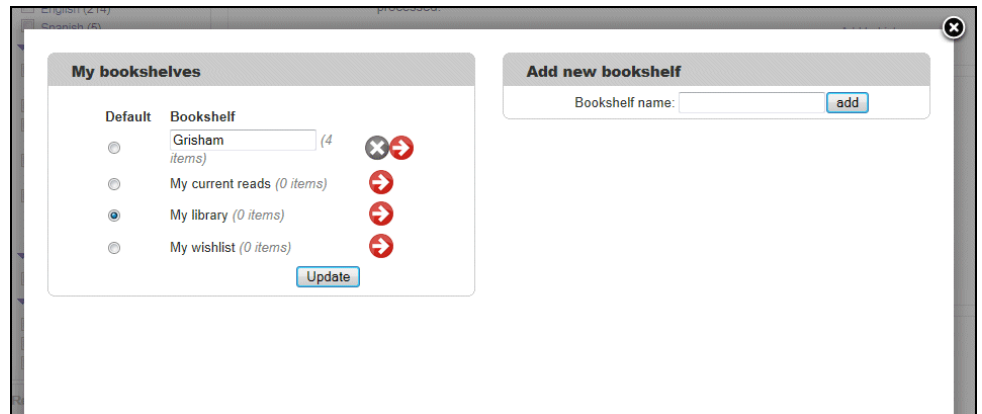 English (214)
processed.
Spanish (5)
My bookshelves
Default Bookshelf
Grisham (4
items)
My current reads (0 items)
My library (0 items)
My wishlist (0 items)
Update
Add new bookshelf
Bookshelf name: add